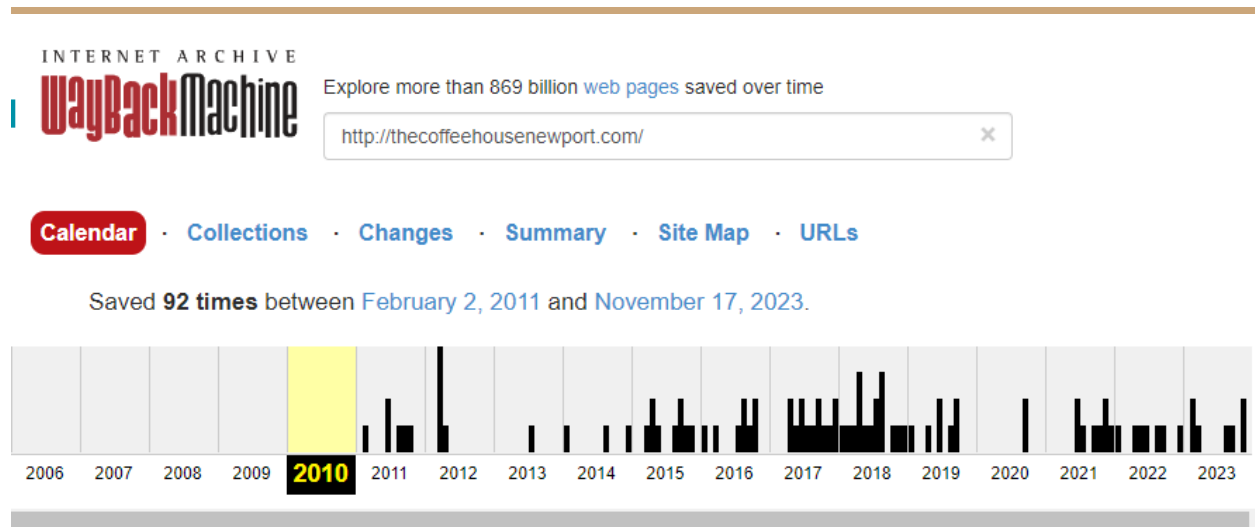 INTERNET ARCHIVE
WayBackMachine
Explore more than 869 billion web pages saved over time
http://thecoffeehousenewport.com/ ×
Calendar · Collections · Changes · Summary · Site Map · URLs
Saved 92 times between February 2, 2011 and November 17, 2023.
2006 2007 2008 2009 2010 2011 2012 2013 2014 2015 2016 2017 2018 2019 2020 2021 2022 2023